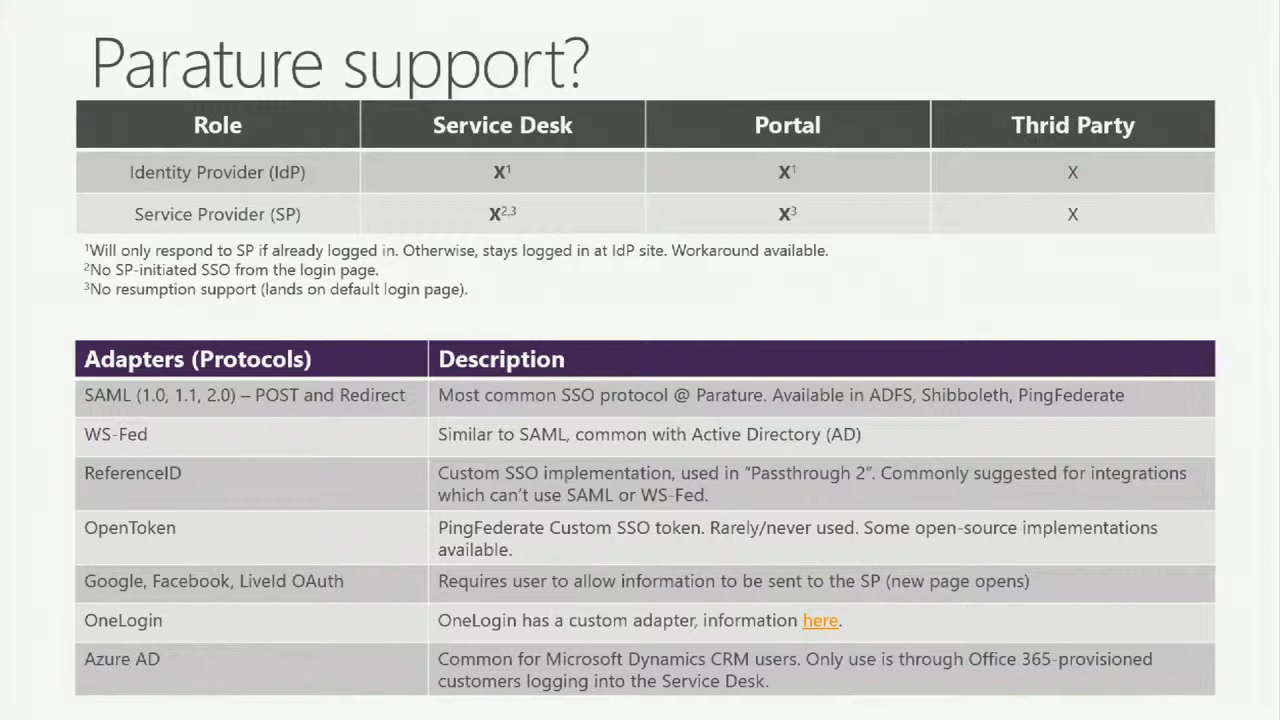 Parature support?
Role Service Desk Portal Thrid Party
Identity Provider (IdP) X¹ X¹ X
Service Provider (SP) X²,³ X³ X
¹Will only respond to SP if already logged in. Otherwise, stays logged in at IdP site. Workaround available.
²No SP-initiated SSO from the login page.
³No resumption support (lands on default login page).
Adapters (Protocols) Description
SAML (1.0, 1.1, 2.0) – POST and Redirect Most common SSO protocol @ Parature. Available in ADFS, Shibboleth, PingFederate
WS-Fed Similar to SAML, common with Active Directory (AD)
ReferenceID Custom SSO implementation, used in “Passthrough 2”. Commonly suggested for integrations
which can’t use SAML or WS-Fed.
OpenToken PingFederate Custom SSO token. Rarely/never used. Some open-source implementations
available.
Google, Facebook, LiveId OAuth Requires user to allow information to be sent to the SP (new page opens)
OneLogin OneLogin has a custom adapter, information here.
Azure AD Common for Microsoft Dynamics CRM users. Only use is through Office 365-provisioned
customers logging into the Service Desk.